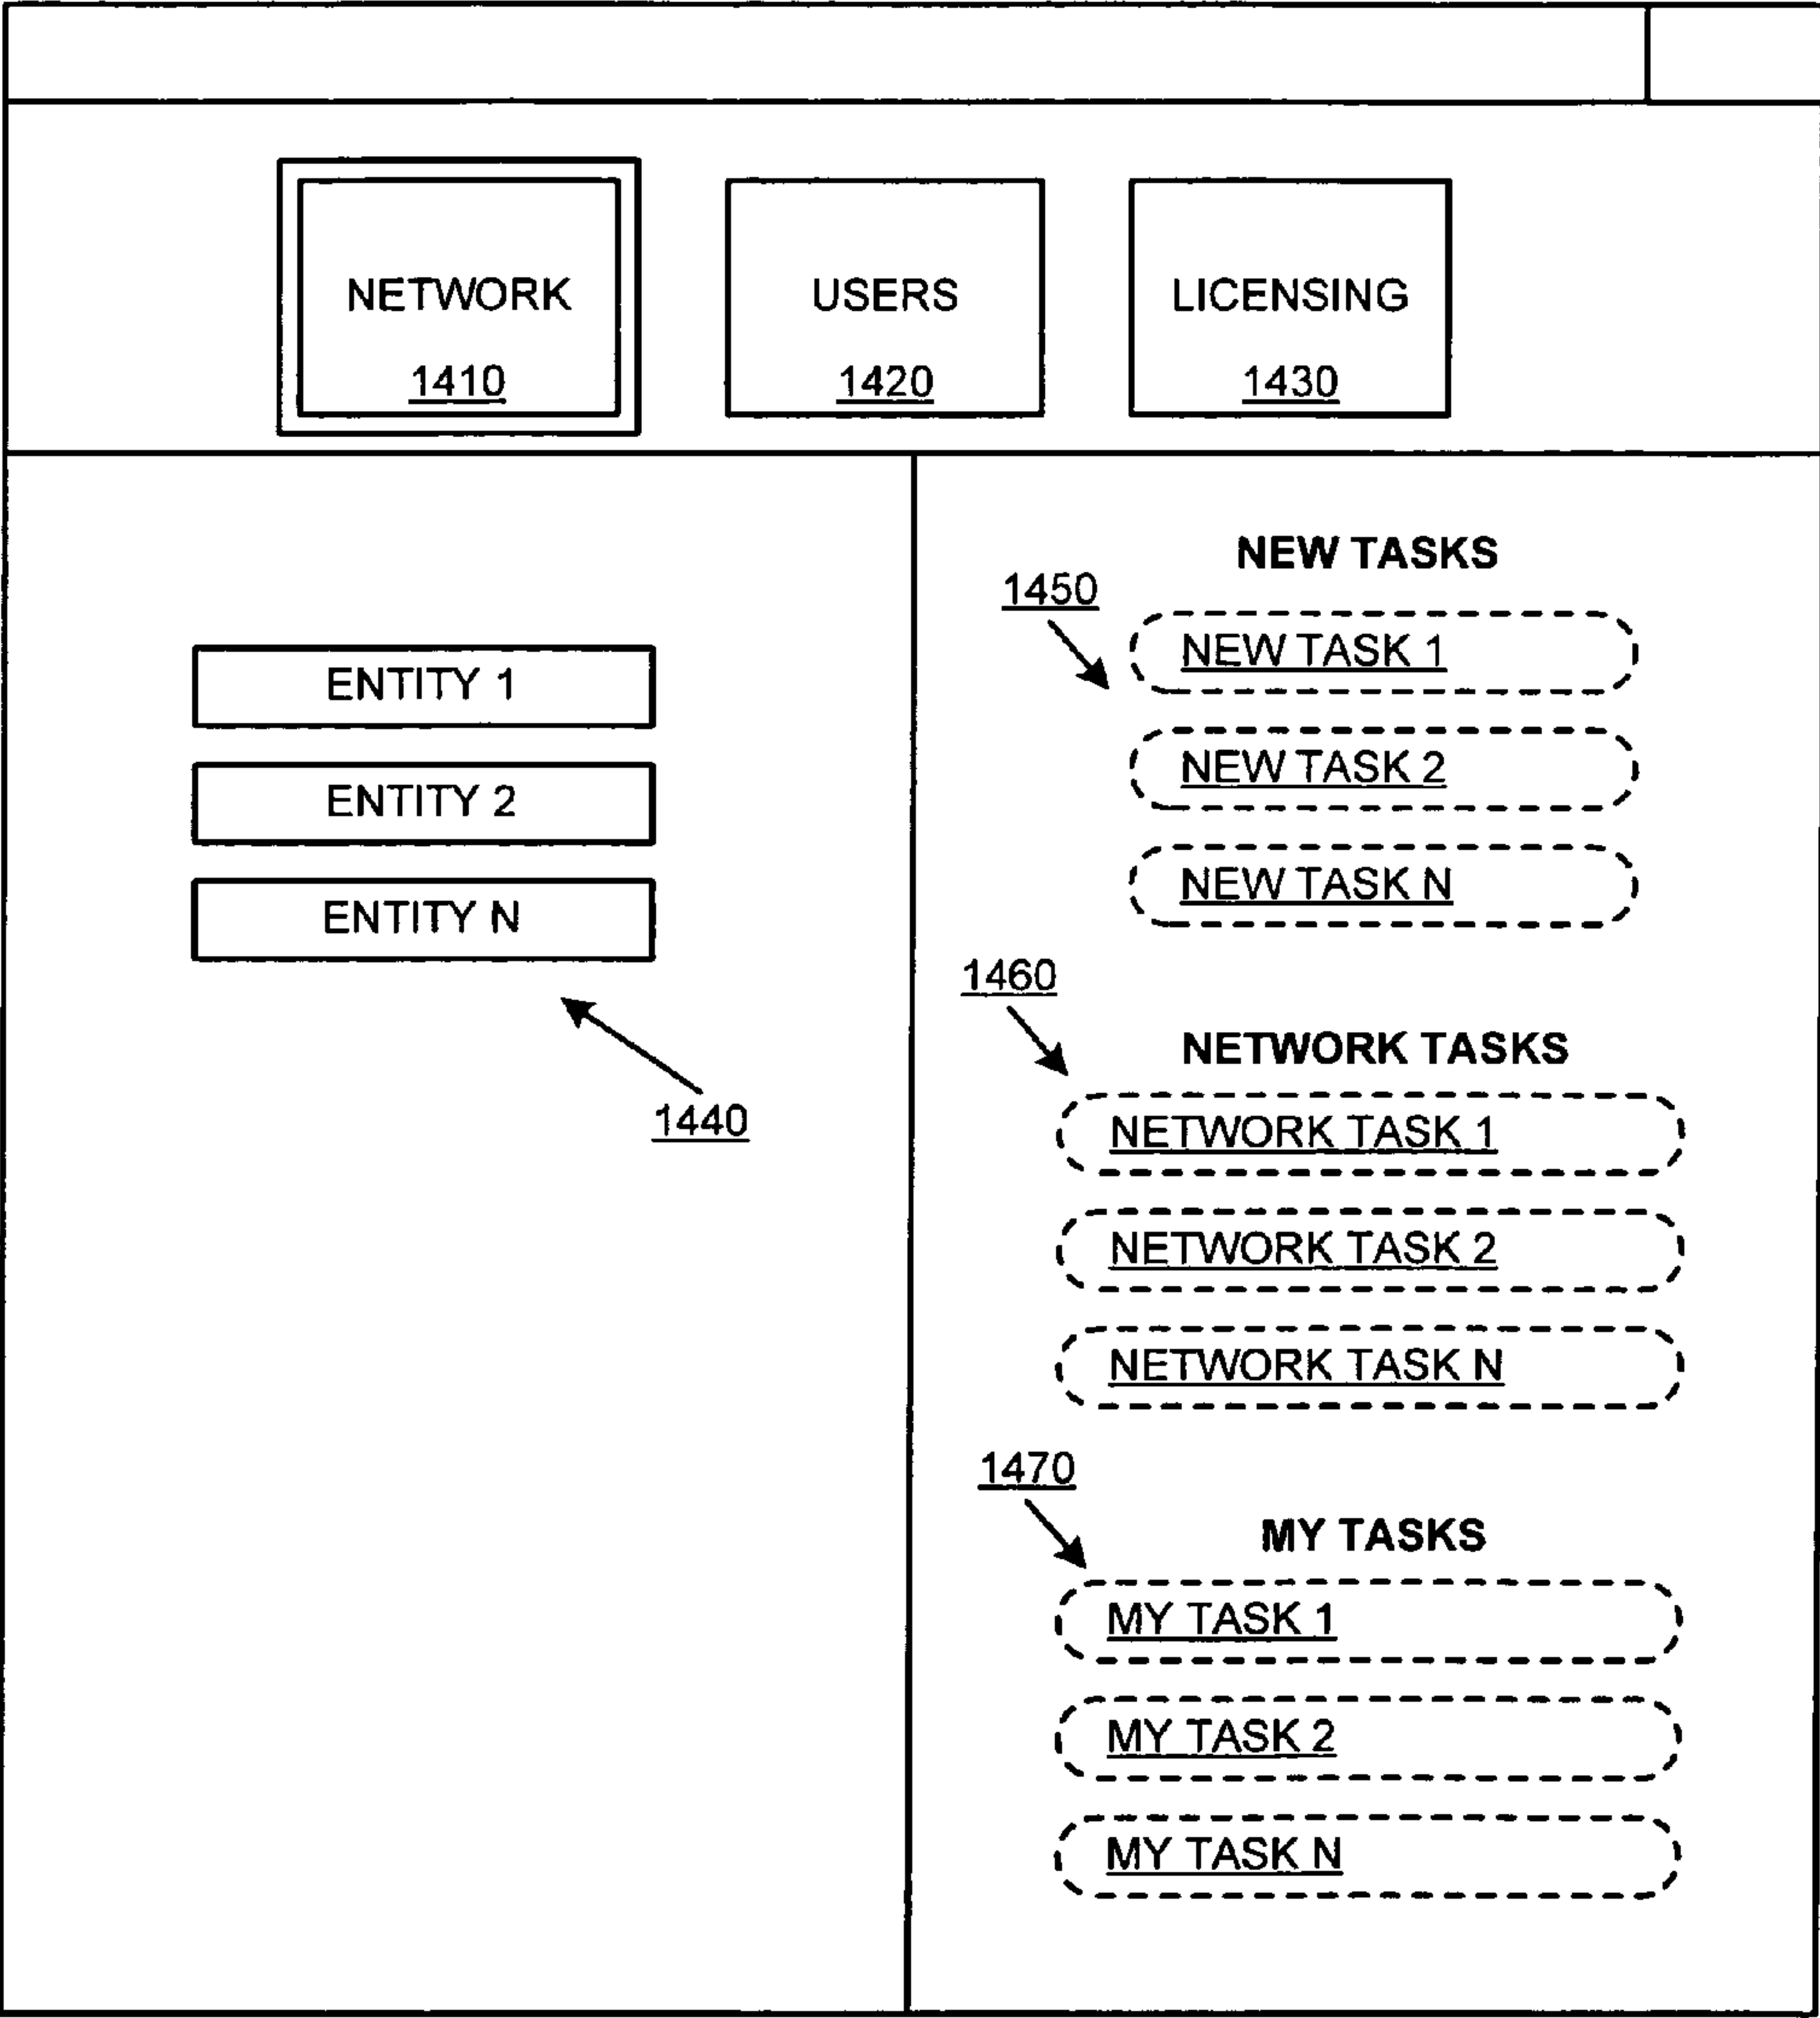 NETWORK
1410
USERS
1420
LICENSING
1430
ENTITY 1
ENTITY 2
ENTITY N
1440
NEW TASKS
1450
NEW TASK 1
NEW TASK 2
NEW TASK N
1460
NETWORK TASKS
NETWORK TASK 1
NETWORK TASK 2
NETWORK TASK N
1470
MY TASKS
MY TASK 1
MY TASK 2
MY TASK N